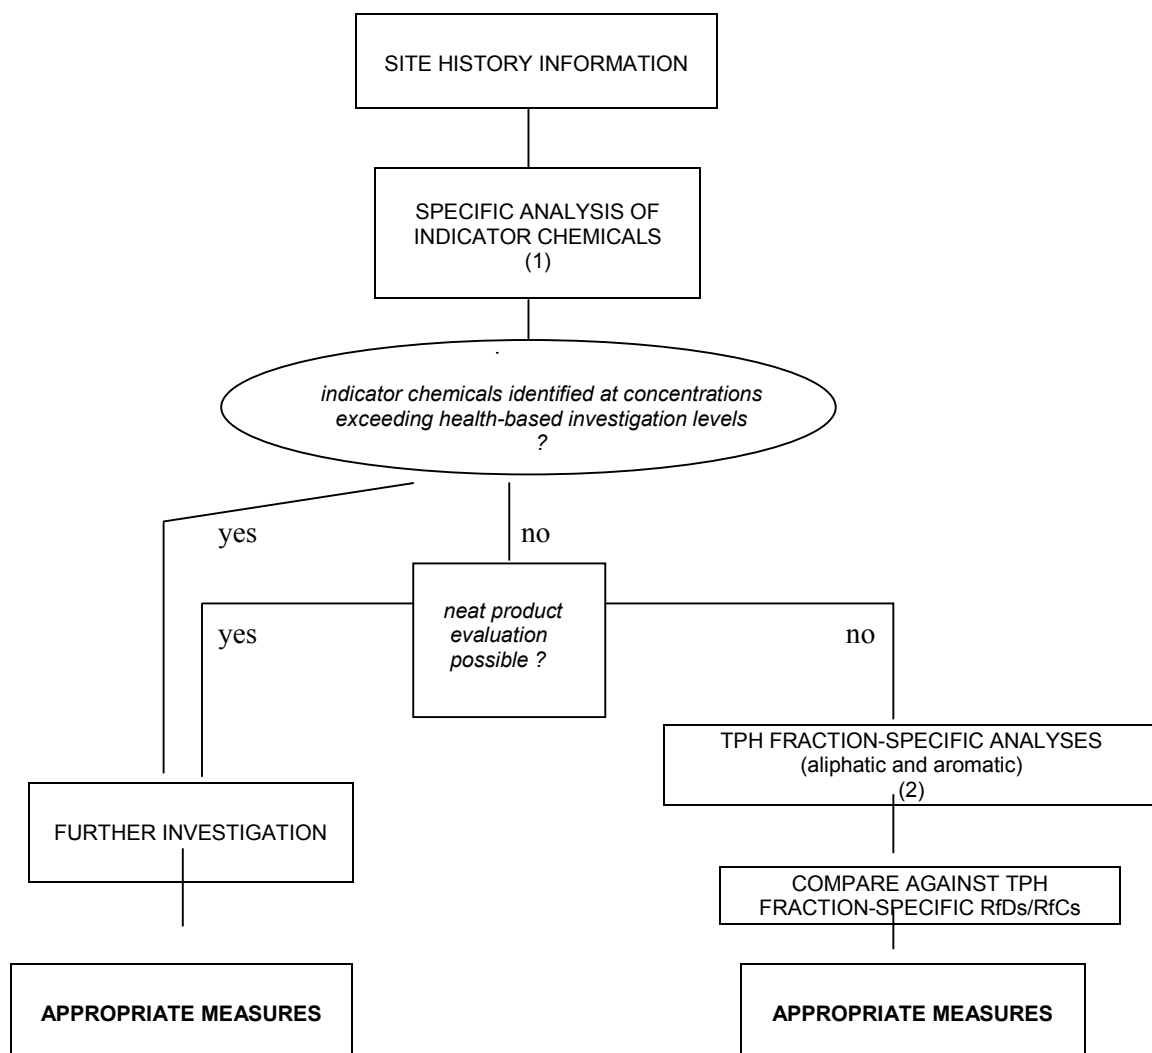 SITE HISTORY INFORMATION
SPECIFIC ANALYSIS OF
INDICATOR CHEMICALS
(1)
indicator chemicals identified at concentrations
exceeding health-based investigation levels
?
yes
no
neat product
evaluation
possible ?
yes
no
TPH FRACTION-SPECIFIC ANALYSES
(aliphatic and aromatic)
(2)
FURTHER INVESTIGATION
COMPARE AGAINST TPH
FRACTION-SPECIFIC RfDs/RfCs
APPROPRIATE MEASURES
APPROPRIATE MEASURES